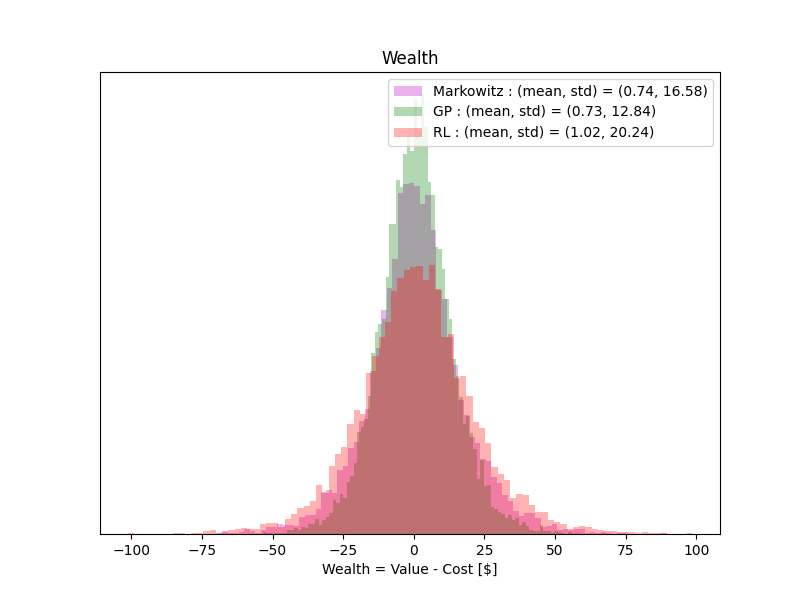 Wealth
Markowitz : (mean, std) = (0.74, 16.58)
GP : (mean, std) = (0.73, 12.84)
RL : (mean, std) = (1.02, 20.24)
−100 −75 −50 −25 0 25 50 75 100
Wealth = Value - Cost [$]